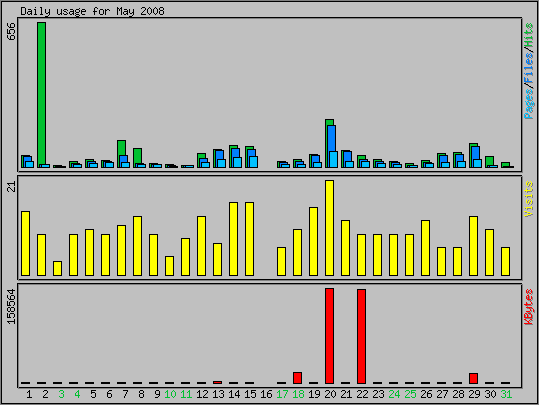 Daily usage for May 2008
656
Pages/Files/Hits
21
Visits
158564
KBytes
1 2 3 4 5 6 7 8 9 10 11 12 13 14 15 16 17 18 19 20 21 22 23 24 25 26 27 28 29 30 31